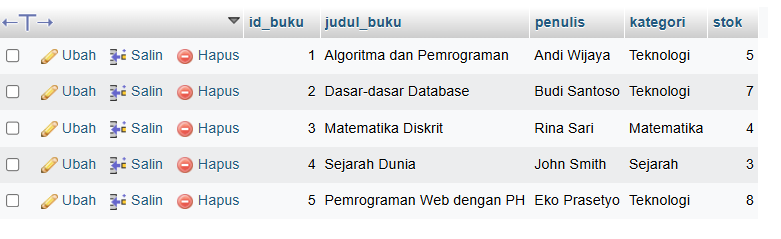 ←T→ id_buku judul_buku penulis kategori stok
Ubah Salin Hapus 1 Algoritma dan Pemrograman Andi Wijaya Teknologi 5
Ubah Salin Hapus 2 Dasar-dasar Database Budi Santoso Teknologi 7
Ubah Salin Hapus 3 Matematika Diskrit Rina Sari Matematika 4
Ubah Salin Hapus 4 Sejarah Dunia John Smith Sejarah 3
Ubah Salin Hapus 5 Pemrograman Web dengan PH Eko Prasetyo Teknologi 8